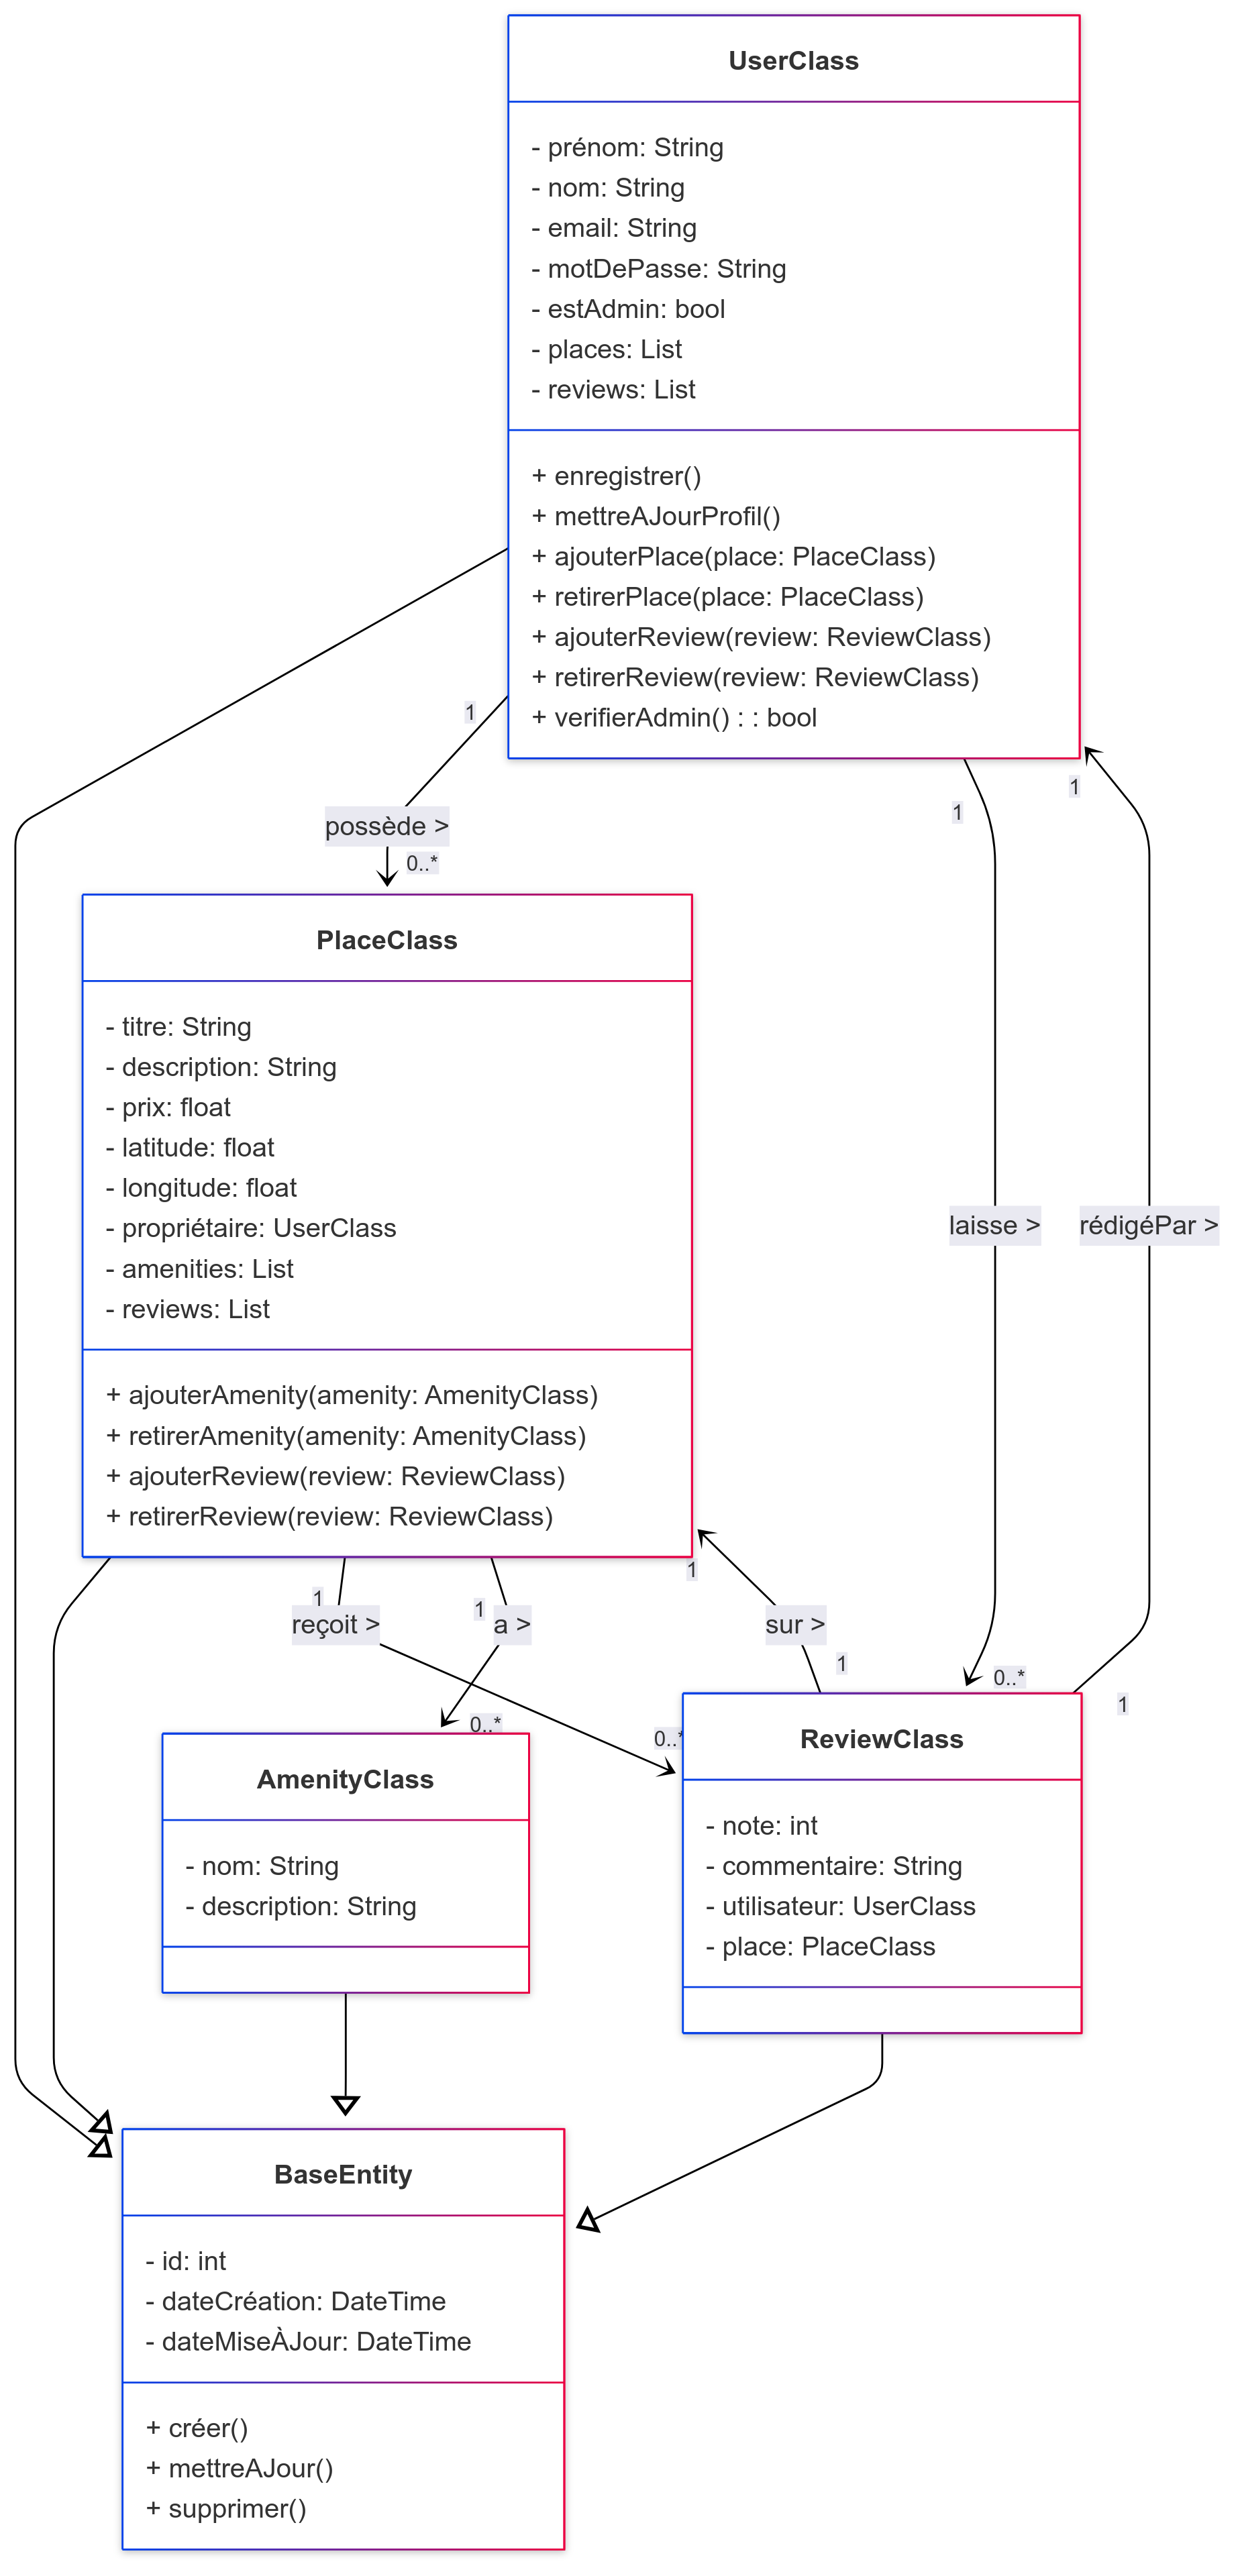 UserClass
- prénom: String
- nom: String
- email: String
- motDePasse: String
- estAdmin: bool
- places: List
- reviews: List
+ enregistrer()
+ mettreAJourProfil()
+ ajouterPlace(place: PlaceClass)
+ retirerPlace(place: PlaceClass)
+ ajouterReview(review: ReviewClass)
+ retirerReview(review: ReviewClass)
+ verifierAdmin() : : bool
1
1
1
possède >
0..*
PlaceClass
- titre: String
- description: String
- prix: float
- latitude: float
- longitude: float
- propriétaire: UserClass
- amenities: List
- reviews: List
+ ajouterAmenity(amenity: AmenityClass)
+ retirerAmenity(amenity: AmenityClass)
+ ajouterReview(review: ReviewClass)
+ retirerReview(review: ReviewClass)
laisse >
rédigéPar >
1
1
1
reçoit >
a >
sur >
1
0..*
1
0..*
0..*
AmenityClass
- nom: String
- description: String
ReviewClass
- note: int
- commentaire: String
- utilisateur: UserClass
- place: PlaceClass
BaseEntity
- id: int
- dateCréation: DateTime
- dateMiseÀJour: DateTime
+ créer()
+ mettreAJour()
+ supprimer()